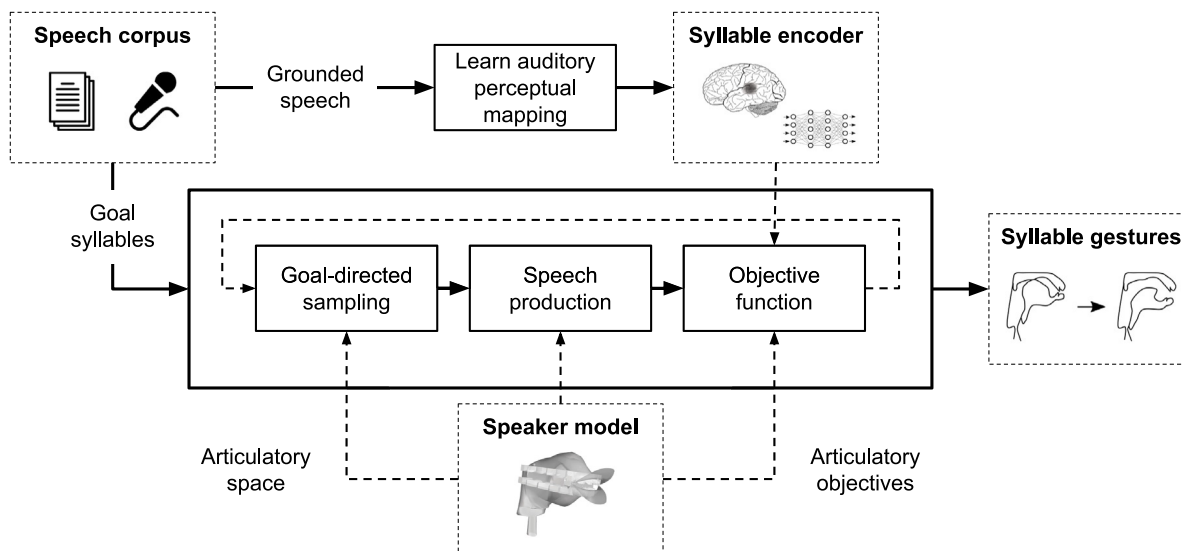 Speech corpus
Grounded
speech
Learn auditory
perceptual
mapping
Syllable encoder
Goal
syllables
Goal-directed
sampling
Speech
production
Objective
function
Syllable gestures
Speaker model
Articulatory
space
Articulatory
objectives